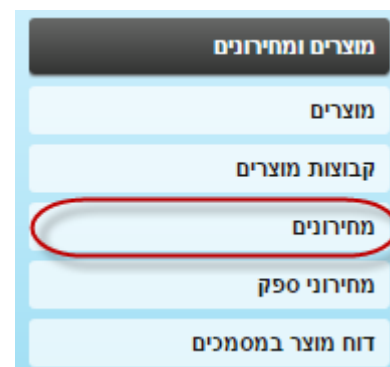 מוצרים ומחירונים
מוצרים
קבוצות מוצרים
מחירונים
מחירוני ספק
דוח מוצר במסמכים